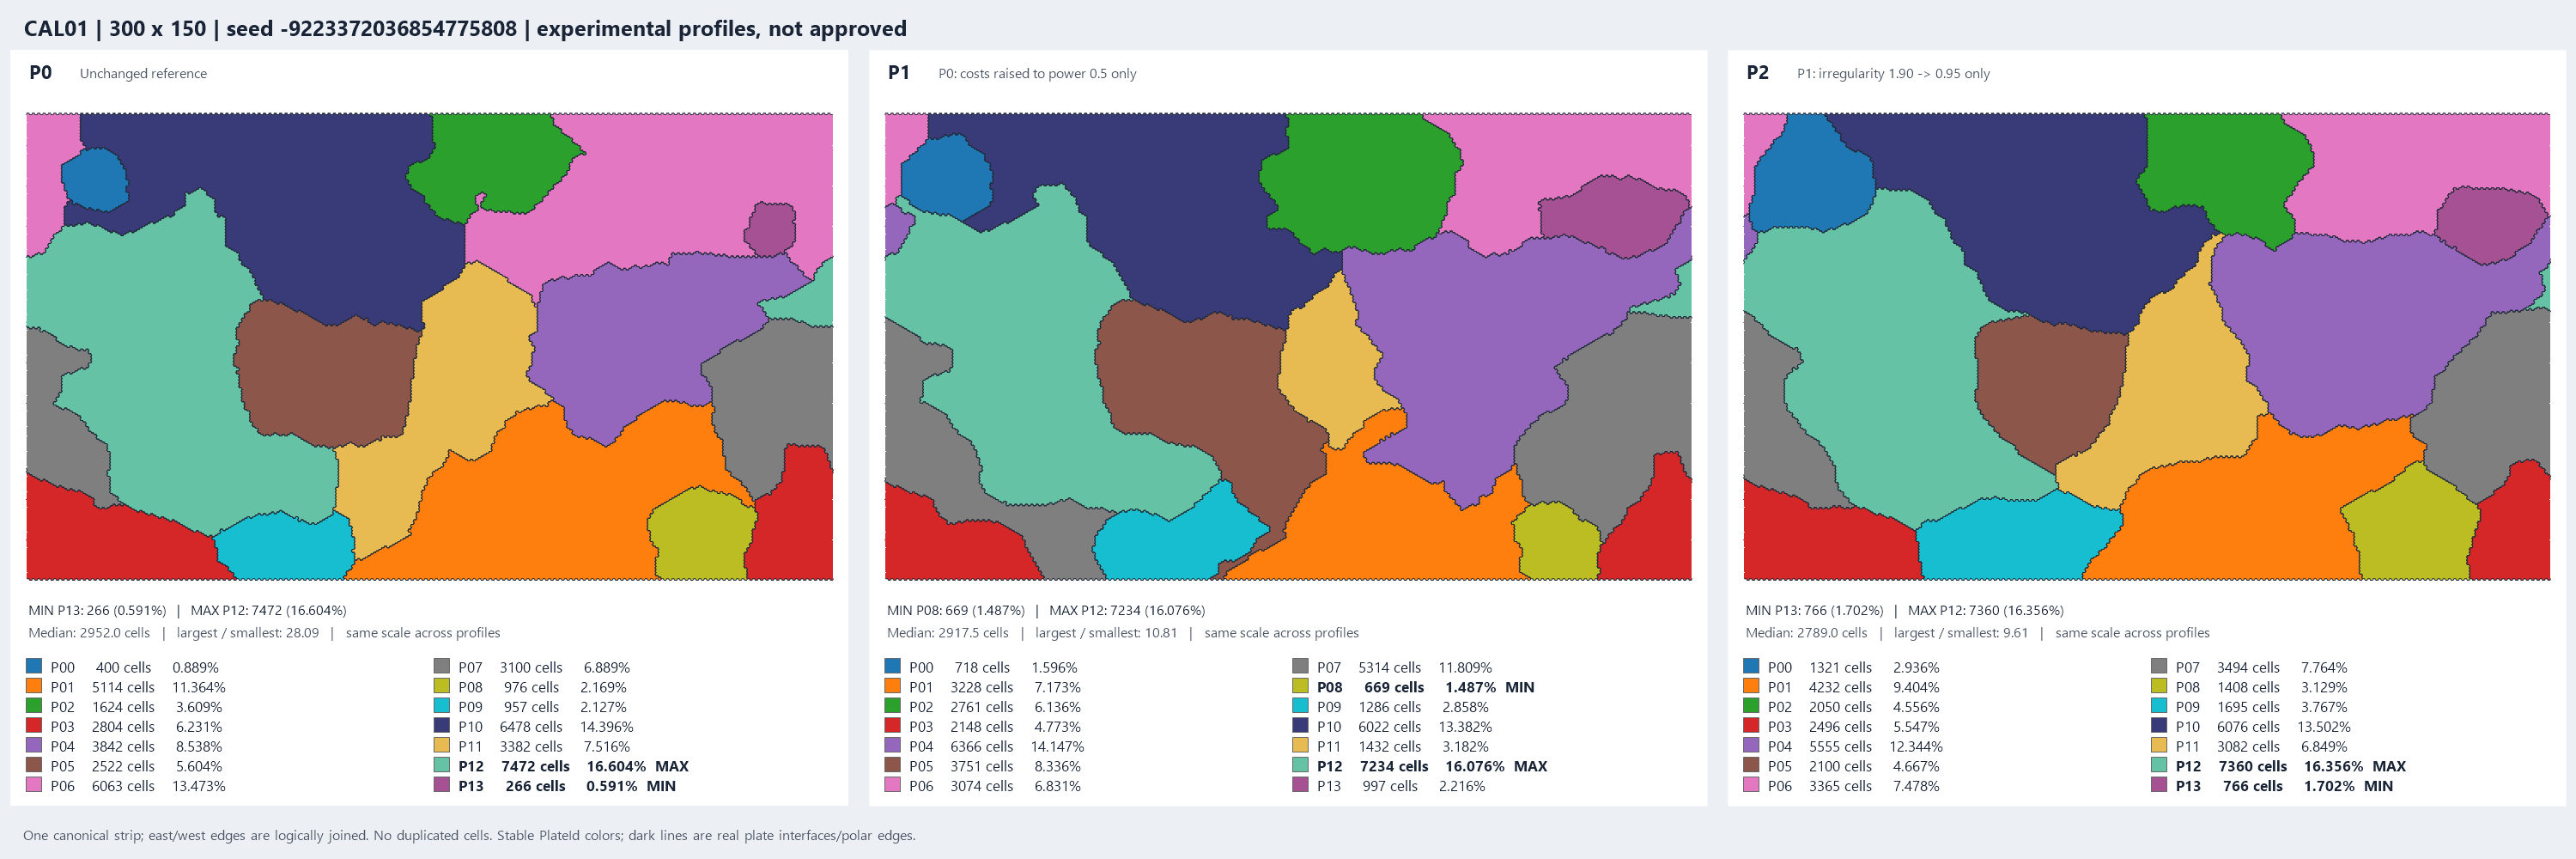 CAL01 | 300 x 150 | seed -9223372036854775808 | experimental profiles, not approved
P0 Unchanged reference
MIN P13: 266 (0.591%) | MAX P12: 7472 (16.604%)
Median: 2952.0 cells | largest / smallest: 28.09 | same scale across profiles
P00 400 cells 0.889%
P01 5114 cells 11.364%
P02 1624 cells 3.609%
P03 2804 cells 6.231%
P04 3842 cells 8.538%
P05 2522 cells 5.604%
P06 6063 cells 13.473%
P07 3100 cells 6.889%
P08 976 cells 2.169%
P09 957 cells 2.127%
P10 6478 cells 14.396%
P11 3382 cells 7.516%
P12 7472 cells 16.604% MAX
P13 266 cells 0.591% MIN
P1 P0: costs raised to power 0.5 only
MIN P08: 669 (1.487%) | MAX P12: 7234 (16.076%)
Median: 2917.5 cells | largest / smallest: 10.81 | same scale across profiles
P00 718 cells 1.596%
P01 3228 cells 7.173%
P02 2761 cells 6.136%
P03 2148 cells 4.773%
P04 6366 cells 14.147%
P05 3751 cells 8.336%
P06 3074 cells 6.831%
P07 5314 cells 11.809%
P08 669 cells 1.487% MIN
P09 1286 cells 2.858%
P10 6022 cells 13.382%
P11 1432 cells 3.182%
P12 7234 cells 16.076% MAX
P13 997 cells 2.216%
P2 P1: irregularity 1.90 -> 0.95 only
MIN P13: 766 (1.702%) | MAX P12: 7360 (16.356%)
Median: 2789.0 cells | largest / smallest: 9.61 | same scale across profiles
P00 1321 cells 2.936%
P01 4232 cells 9.404%
P02 2050 cells 4.556%
P03 2496 cells 5.547%
P04 5555 cells 12.344%
P05 2100 cells 4.667%
P06 3365 cells 7.478%
P07 3494 cells 7.764%
P08 1408 cells 3.129%
P09 1695 cells 3.767%
P10 6076 cells 13.502%
P11 3082 cells 6.849%
P12 7360 cells 16.356% MAX
P13 766 cells 1.702% MIN
One canonical strip; east/west edges are logically joined. No duplicated cells. Stable PlateId colors; dark lines are real plate interfaces/polar edges.